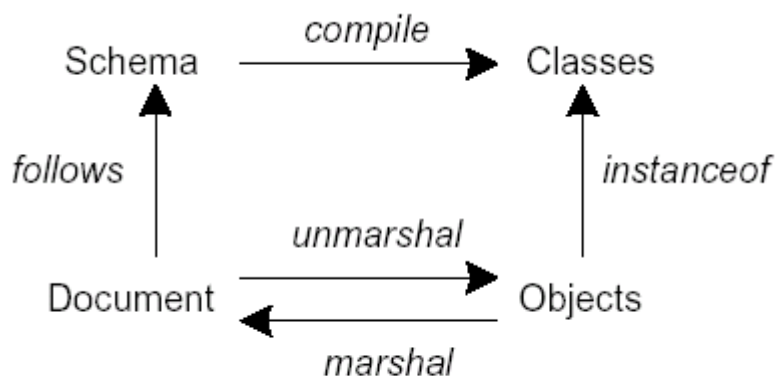 compile
Schema
Classes
follows
instanceof
unmarshal
Document
Objects
marshal